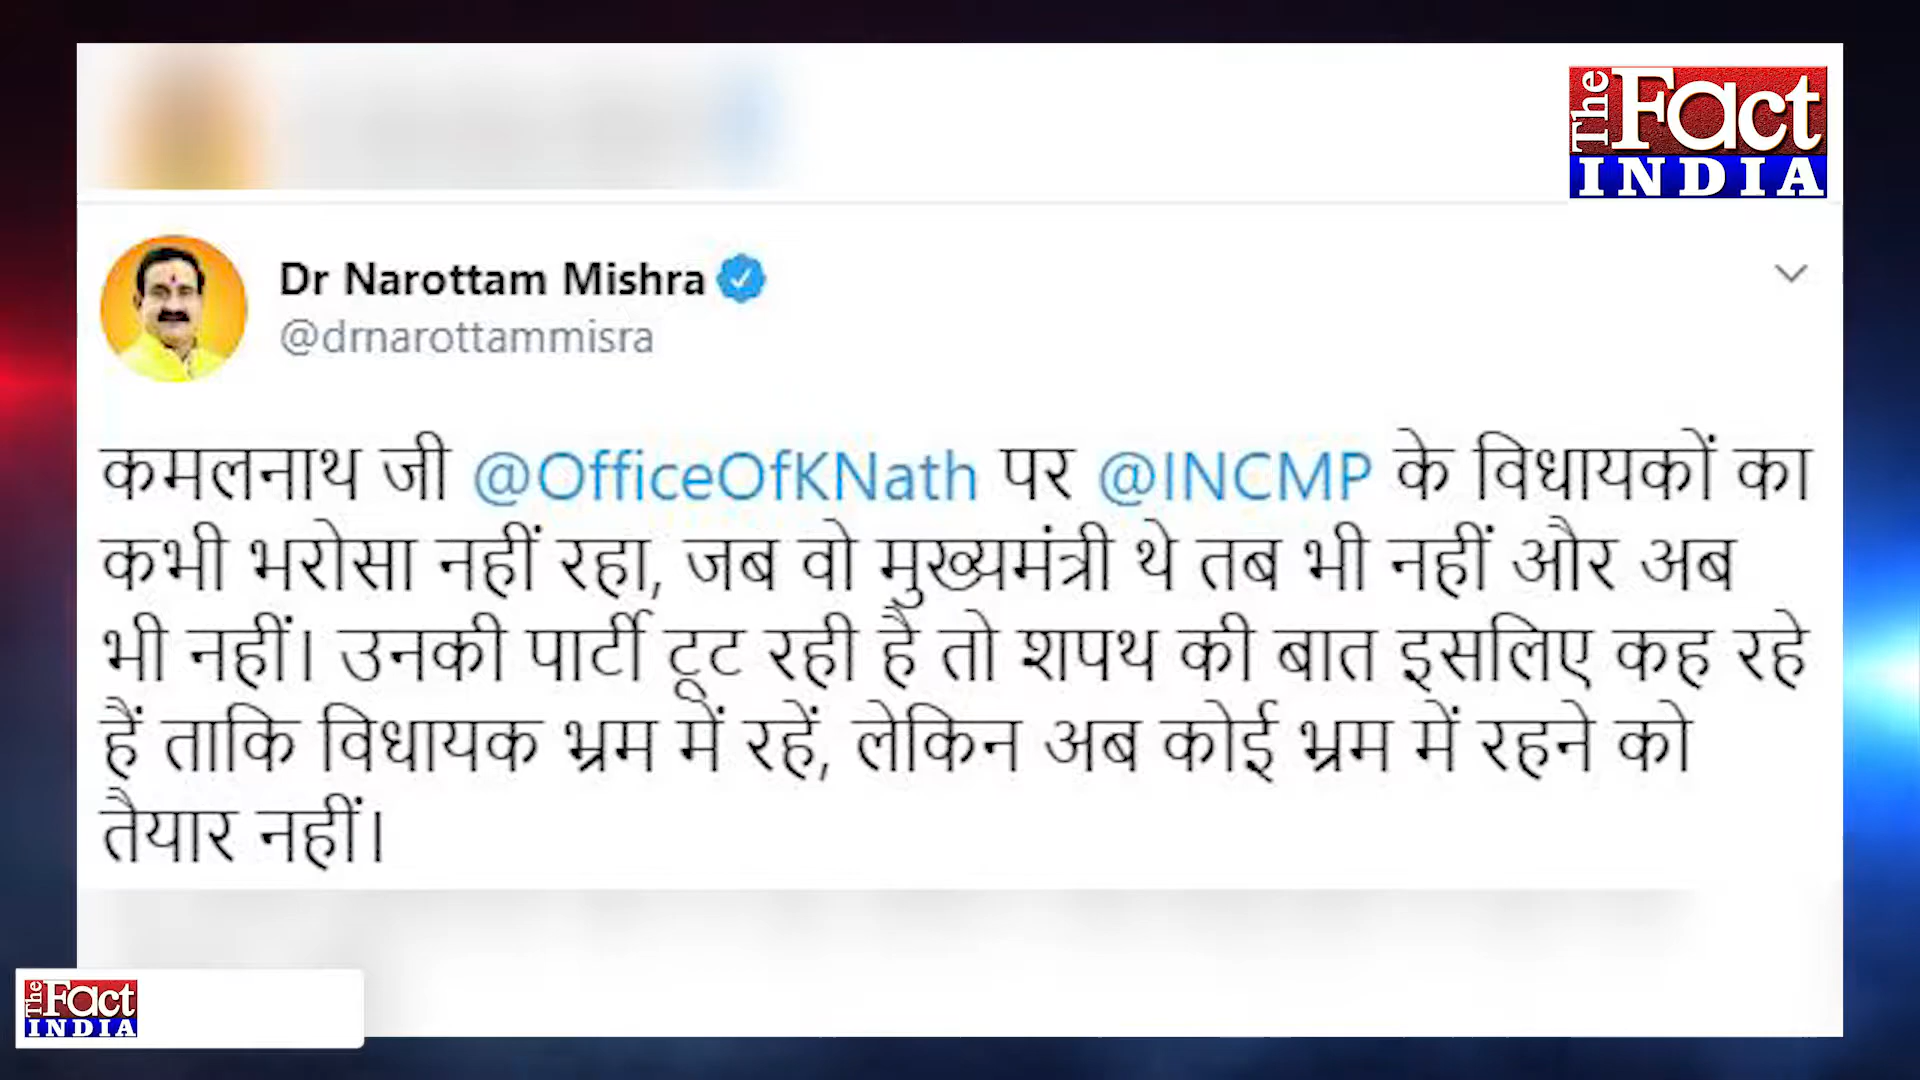 The Fact
INDIA
Dr Narottam Mishra
@drnarottammisra
कमलनाथ जी @OfficeOfKNath पर @INCMP के विधायकों का
कभी भरोसा नहीं रहा, जब वो मुख्यमंत्री थे तब भी नहीं और अब
भी नहीं। उनकी पार्टी टूट रही है तो शपथ की बात इसलिए कह रहे
हैं ताकि विधायक भ्रम में रहें, लेकिन अब कोई भ्रम में रहने को
तैयार नहीं।
The Fact
INDIA